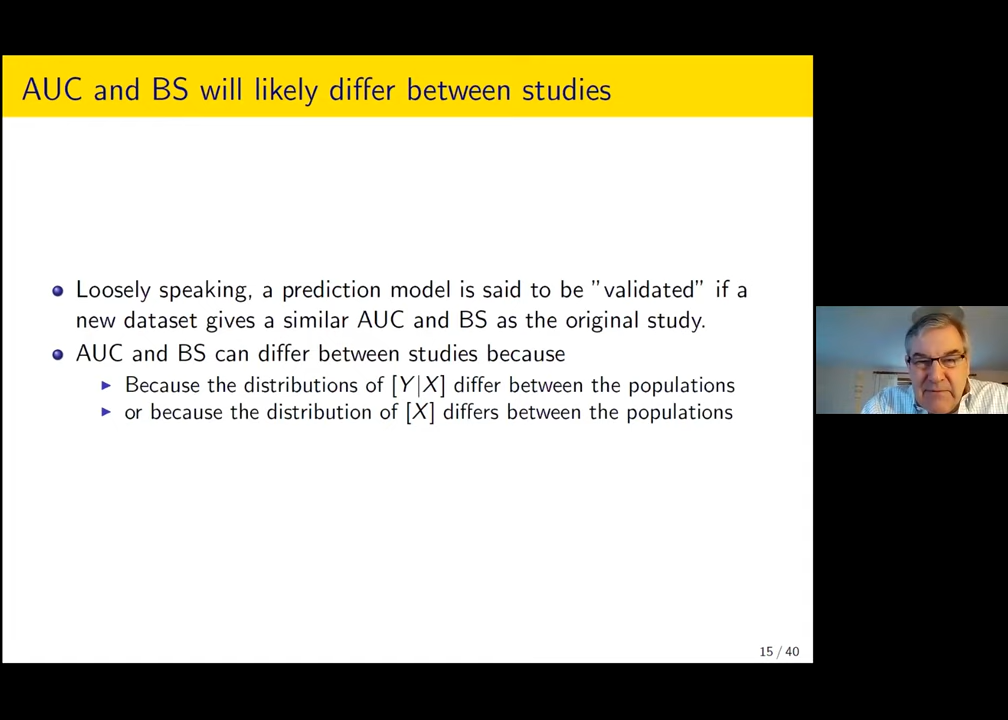 AUC and BS will likely differ between studies
Loosely speaking, a prediction model is said to be ”validated” if a
new dataset gives a similar AUC and BS as the original study.
AUC and BS can differ between studies because
Because the distributions of [Y|X] differ between the populations
or because the distribution of [X] differs between the populations
15 / 40